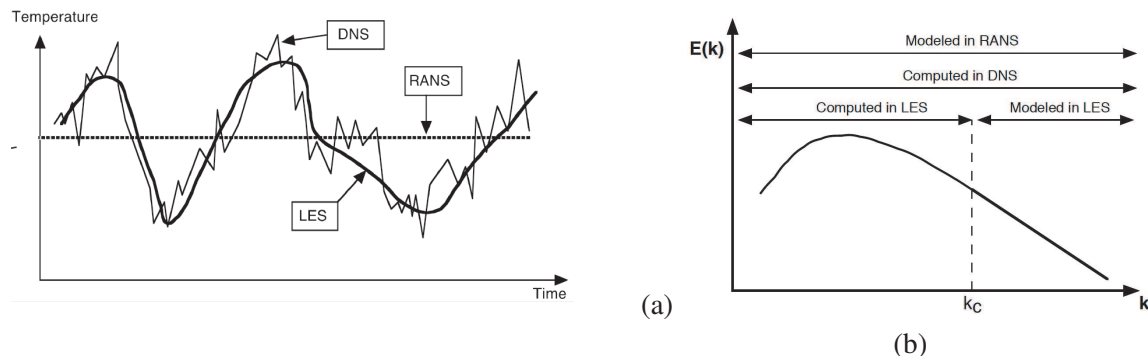 Temperature
DNS
RANS
LES
Time
(a)
E(k)
Modeled in RANS
Computed in DNS
Computed in LES
Modeled in LES
kC
k
(b)